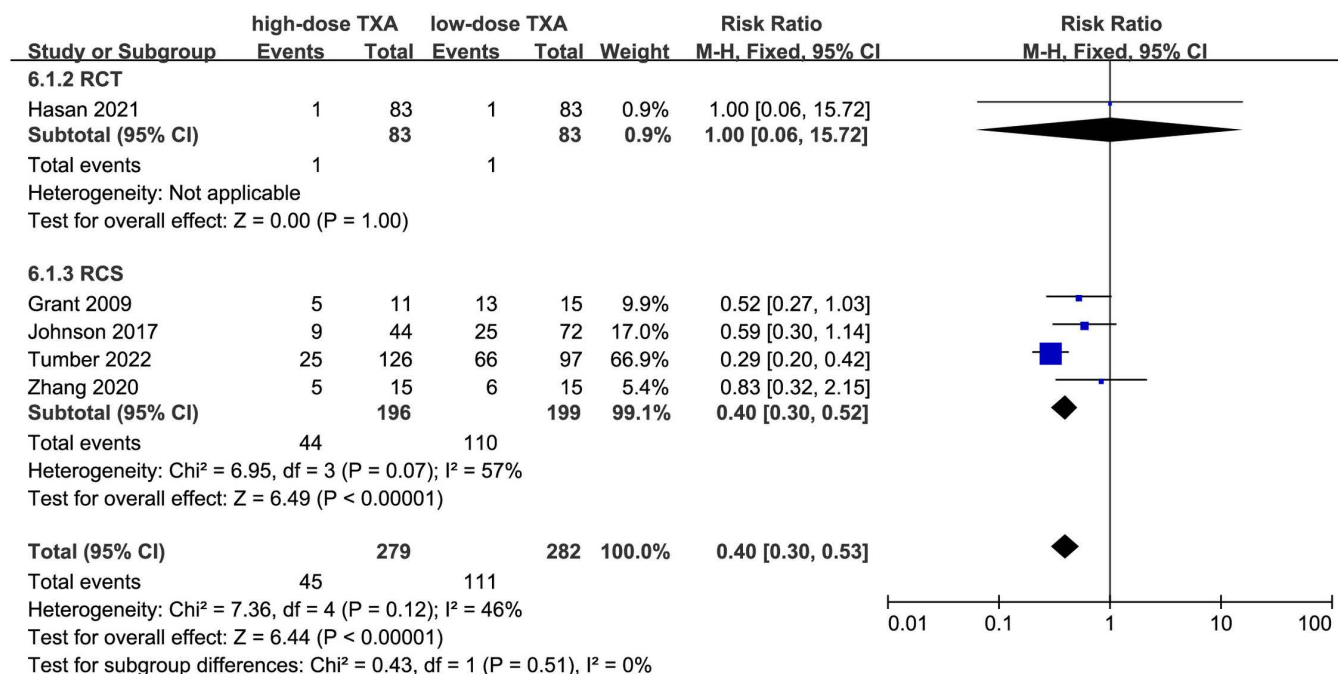 high-dose TXA low-dose TXA Risk Ratio Risk Ratio
Study or Subgroup Events Total Events Total Weight M-H, Fixed, 95% CI M-H, Fixed, 95% CI
6.1.2 RCT
Hasan 2021 1 83 1 83 0.9% 1.00 [0.06, 15.72]
Subtotal (95% CI) 83 83 0.9% 1.00 [0.06, 15.72]
Total events 1 1
Heterogeneity: Not applicable
Test for overall effect: Z = 0.00 (P = 1.00)
6.1.3 RCS
Grant 2009 5 11 13 15 9.9% 0.52 [0.27, 1.03]
Johnson 2017 9 44 25 72 17.0% 0.59 [0.30, 1.14]
Tumber 2022 25 126 66 97 66.9% 0.29 [0.20, 0.42]
Zhang 2020 5 15 6 15 5.4% 0.83 [0.32, 2.15]
Subtotal (95% CI) 196 199 99.1% 0.40 [0.30, 0.52]
Total events 44 110
Heterogeneity: Chi² = 6.95, df = 3 (P = 0.07); I² = 57%
Test for overall effect: Z = 6.49 (P < 0.00001)
Total (95% CI) 279 282 100.0% 0.40 [0.30, 0.53]
Total events 45 111
Heterogeneity: Chi² = 7.36, df = 4 (P = 0.12); I² = 46%
Test for overall effect: Z = 6.44 (P < 0.00001)
Test for subgroup differences: Chi² = 0.43, df = 1 (P = 0.51), I² = 0%
0.01 0.1 1 10 100